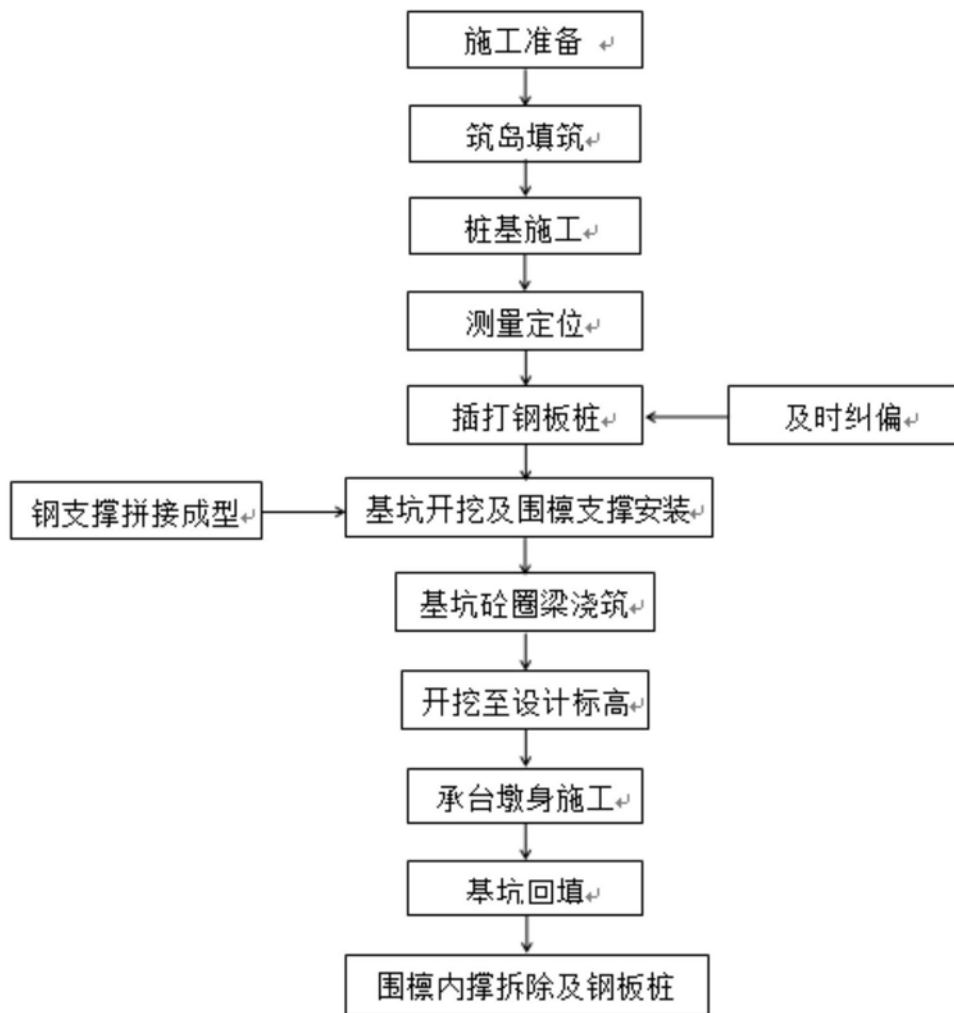 施工准备
筑岛填筑
桩基施工
测量定位
插打钢板桩
及时纠偏
钢支撑拼接成型
基坑开挖及围檩支撑安装
基坑砼圈梁浇筑
开挖至设计标高
承台墩身施工
基坑回填
围檩内撑拆除及钢板桩